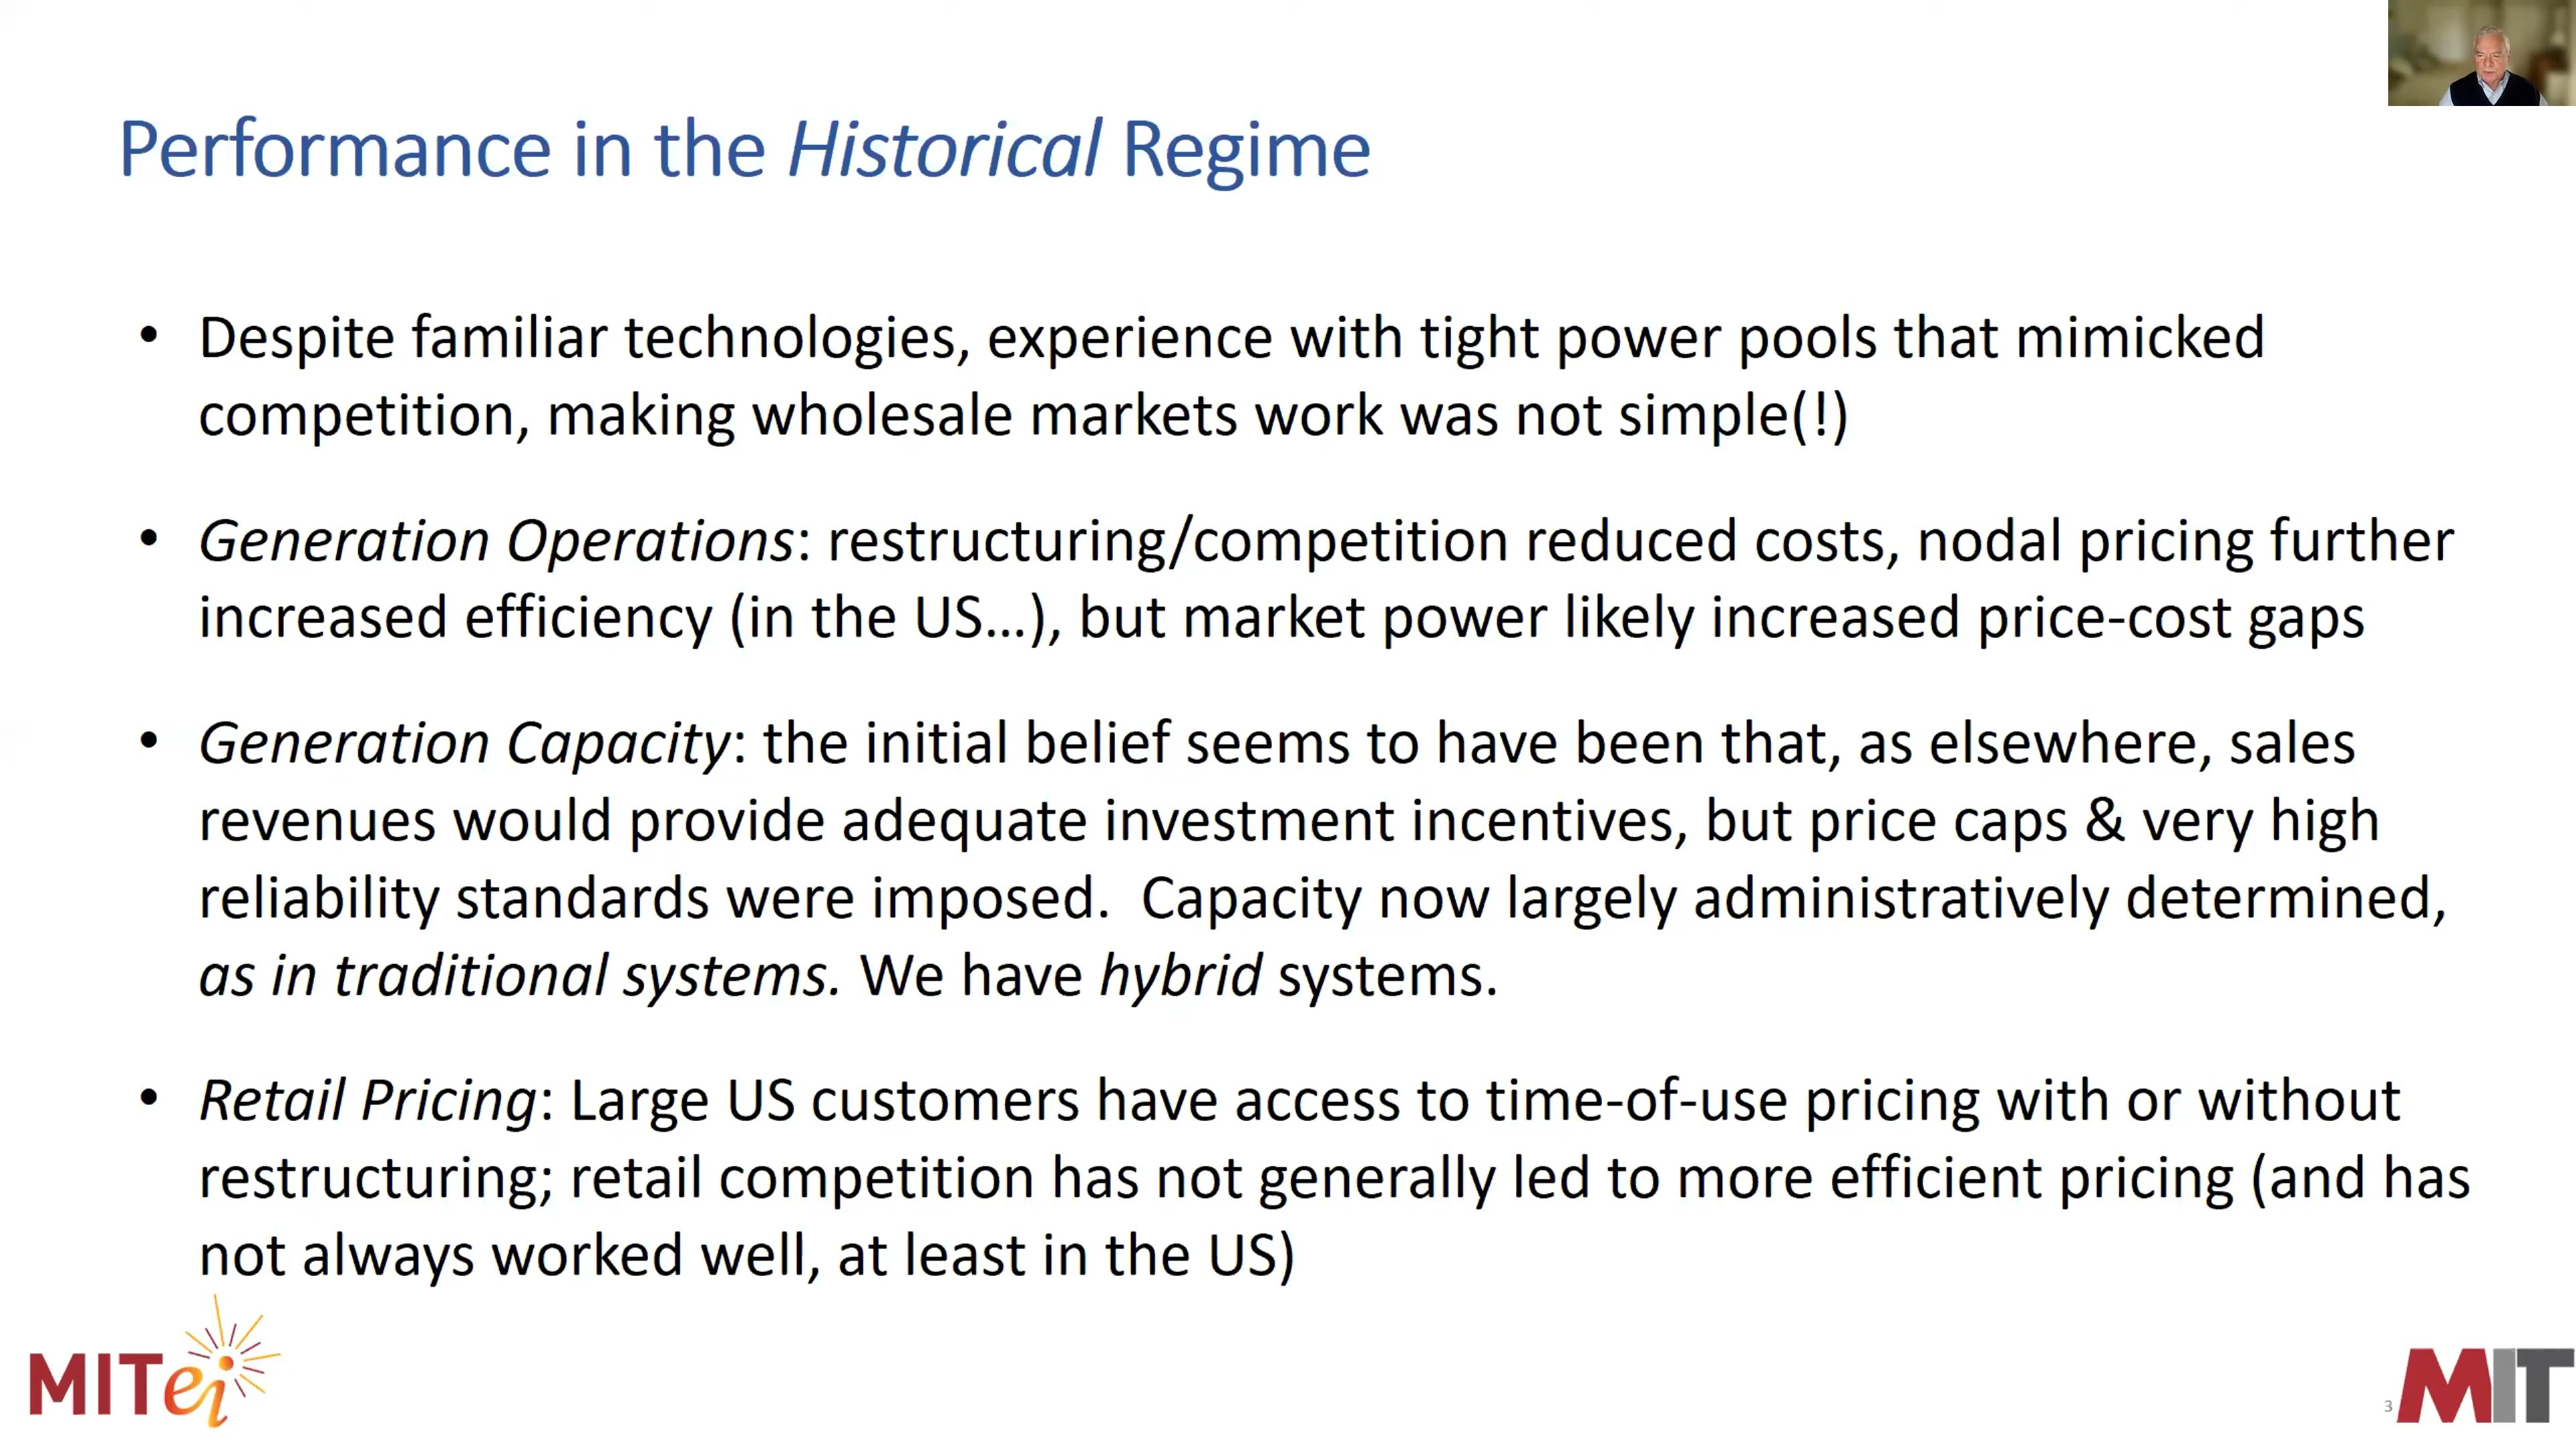 Performance in the Historical Regime
• Despite familiar technologies, experience with tight power pools that mimicked
competition, making wholesale markets work was not simple(!)
• Generation Operations: restructuring/competition reduced costs, nodal pricing further
increased efficiency (in the US…), but market power likely increased price-cost gaps
• Generation Capacity: the initial belief seems to have been that, as elsewhere, sales
revenues would provide adequate investment incentives, but price caps & very high
reliability standards were imposed.  Capacity now largely administratively determined,
as in traditional systems. We have hybrid systems.
• Retail Pricing: Large US customers have access to time-of-use pricing with or without
restructuring; retail competition has not generally led to more efficient pricing (and has
not always worked well, at least in the US)
MITei
3
MIT